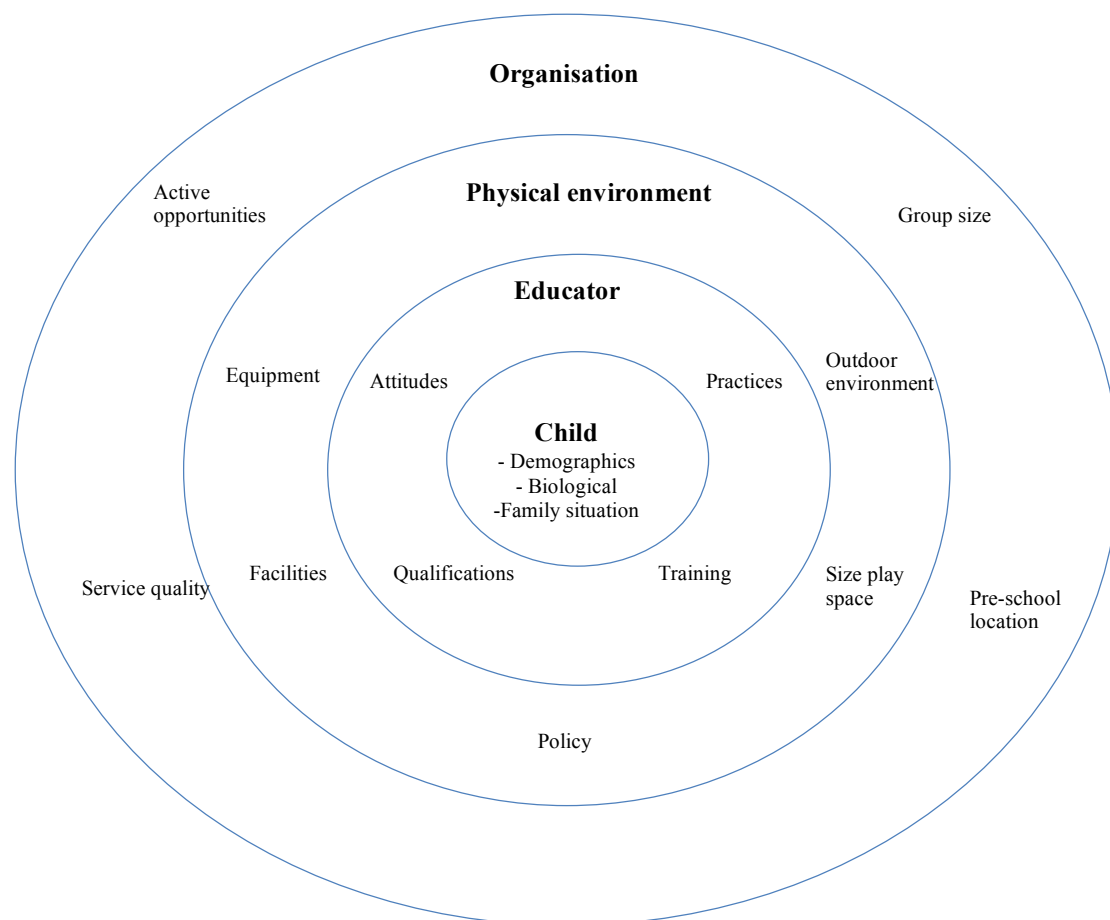 Organisation
Active
opportunities
Group size
Physical environment
Educator
Equipment
Attitudes
Practices
Outdoor
environment
Child
- Demographics
- Biological
-Family situation
Service quality
Facilities
Qualifications
Training
Size play
space
Pre-school
location
Policy